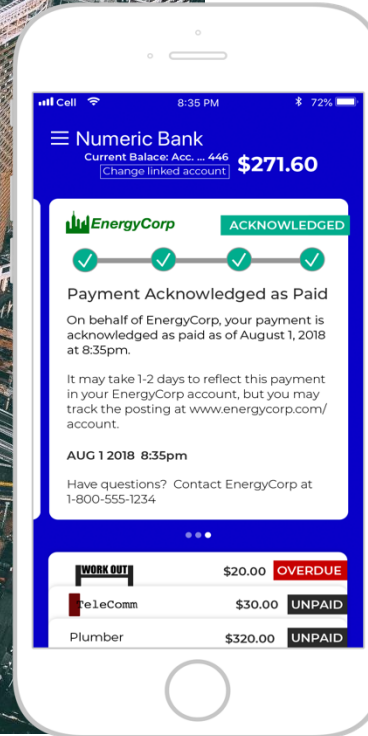 Cell 8:35 PM 72%
Numeric Bank
Current Balace: Acc. ... 446 $271.60
Change linked account
EnergyCorp ACKNOWLEDGED
Payment Acknowledged as Paid
On behalf of EnergyCorp, your payment is
acknowledged as paid as of August 1, 2018
at 8:35pm.
It may take 1-2 days to reflect this payment
in your EnergyCorp account, but you may
track the posting at www.energycorp.com/
account.
AUG 1 2018 8:35pm
Have questions? Contact EnergyCorp at
1-800-555-1234
WORK OUT $20.00 OVERDUE
TeleComm $30.00 UNPAID
Plumber $320.00 UNPAID